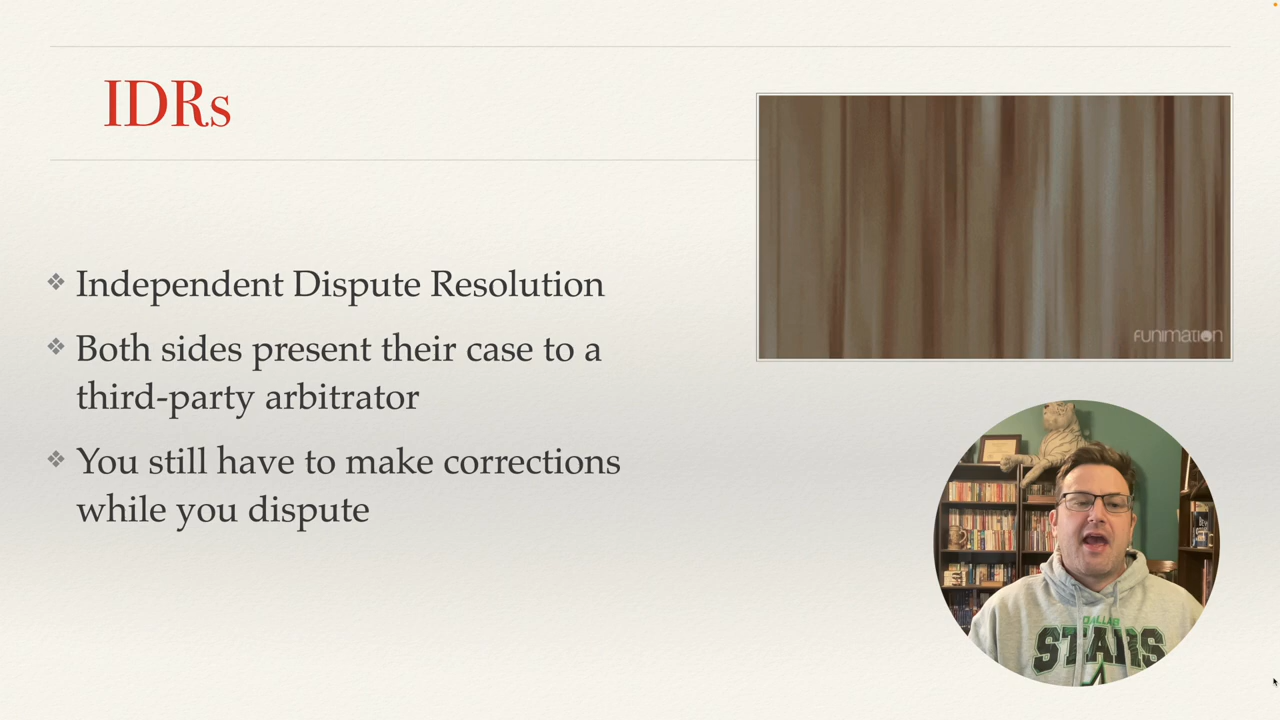 IDRs
Independent Dispute Resolution
Both sides present their case to a
third-party arbitrator
You still have to make corrections
while you dispute
FUNIMATION
DALLAS
STARS